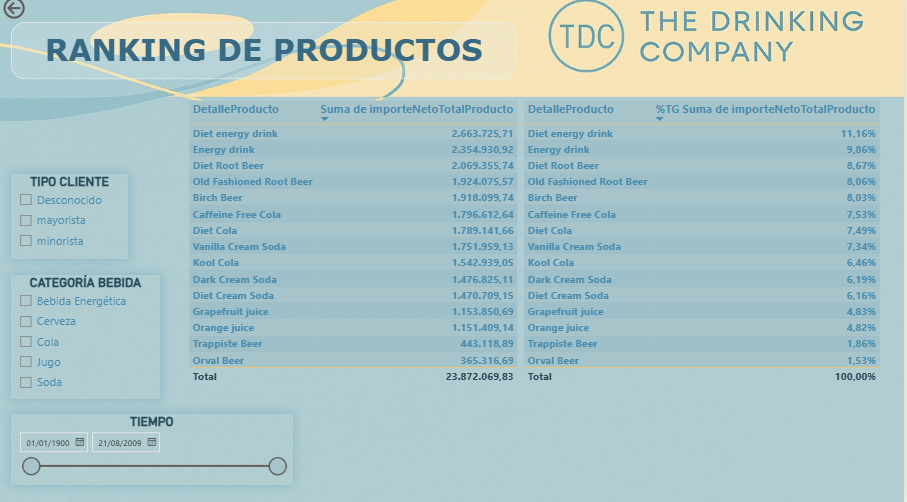 RANKING DE PRODUCTOS
TDC THE DRINKING
COMPANY
DetalleProducto Suma de importeNetoTotalProducto
Diet energy drink 2.663.725,71
Energy drink 2.354.930,92
Diet Root Beer 2.069.355,74
Old Fashioned Root Beer 1.924.075,57
Birch Beer 1.918.099,74
Caffeine Free Cola 1.796.612,64
Diet Cola 1.789.141,66
Vanilla Cream Soda 1.751.959,13
Kool Cola 1.542.939,05
Dark Cream Soda 1.476.825,11
Diet Cream Soda 1.470.709,15
Grapefruit juice 1.153.850,69
Orange juice 1.151.409,14
Trappiste Beer 443.118,89
Orval Beer 365.316,69
Total 23.872.069,83
DetalleProducto %TG Suma de importeNetoTotalProducto
Diet energy drink 11,16%
Energy drink 9,86%
Diet Root Beer 8,67%
Old Fashioned Root Beer 8,06%
Birch Beer 8,03%
Caffeine Free Cola 7,53%
Diet Cola 7,49%
Vanilla Cream Soda 7,34%
Kool Cola 6,46%
Dark Cream Soda 6,19%
Diet Cream Soda 6,16%
Grapefruit juice 4,83%
Orange juice 4,82%
Trappiste Beer 1,86%
Orval Beer 1,53%
Total 100,00%
TIPO CLIENTE
Desconocido
mayorista
minorista
CATEGORÍA BEBIDA
Bebida Energética
Cerveza
Cola
Jugo
Soda
TIEMPO
01/01/1900 21/08/2009